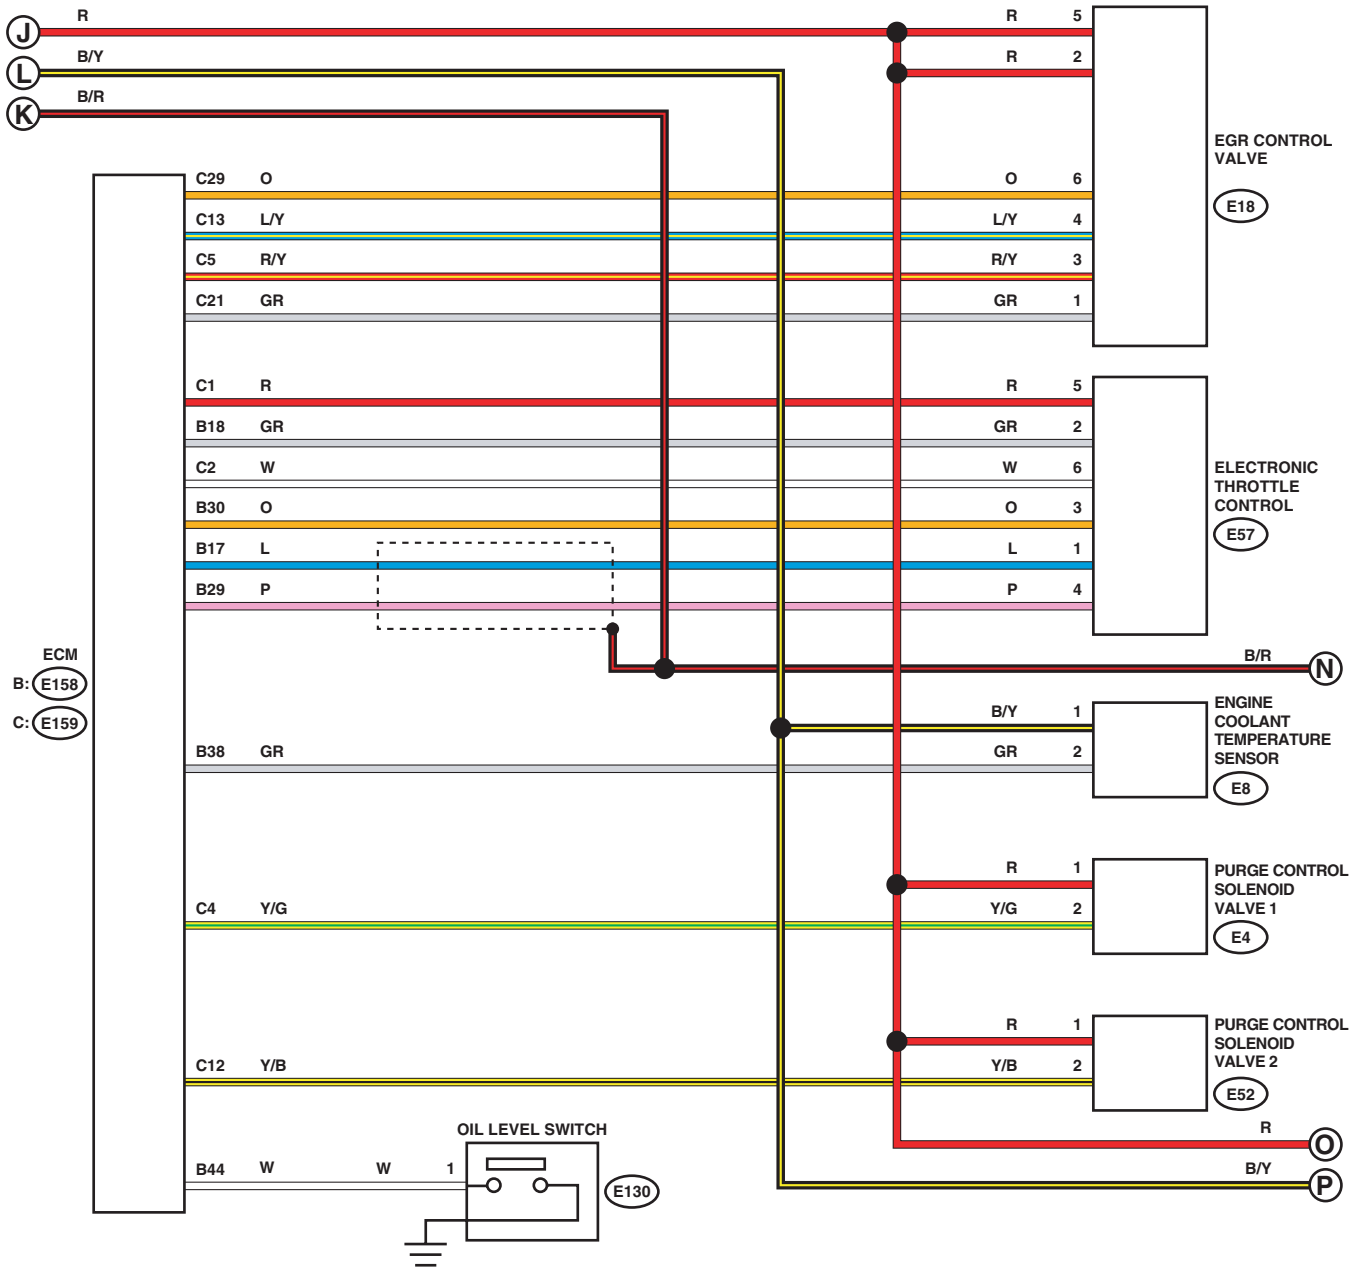 J R R 5
R 2
L B/Y
K B/R
EGR CONTROL
VALVE
E18
C29 O O 6
C13 L/Y L/Y 4
C5 R/Y R/Y 3
C21 GR GR 1
C1 R R 5
B18 GR GR 2
C2 W W 6
B30 O O 3
B17 L L 1
B29 P P 4
ELECTRONIC
THROTTLE
CONTROL
E57
ECM
B: E158
C: E159
B/R N
B/Y 1
B38 GR GR 2
ENGINE
COOLANT
TEMPERATURE
SENSOR
E8
R 1
C4 Y/G Y/G 2
PURGE CONTROL
SOLENOID
VALVE 1
E4
R 1
C12 Y/B Y/B 2
PURGE CONTROL
SOLENOID
VALVE 2
E52
R O
B/Y P
OIL LEVEL SWITCH
B44 W W 1
E130